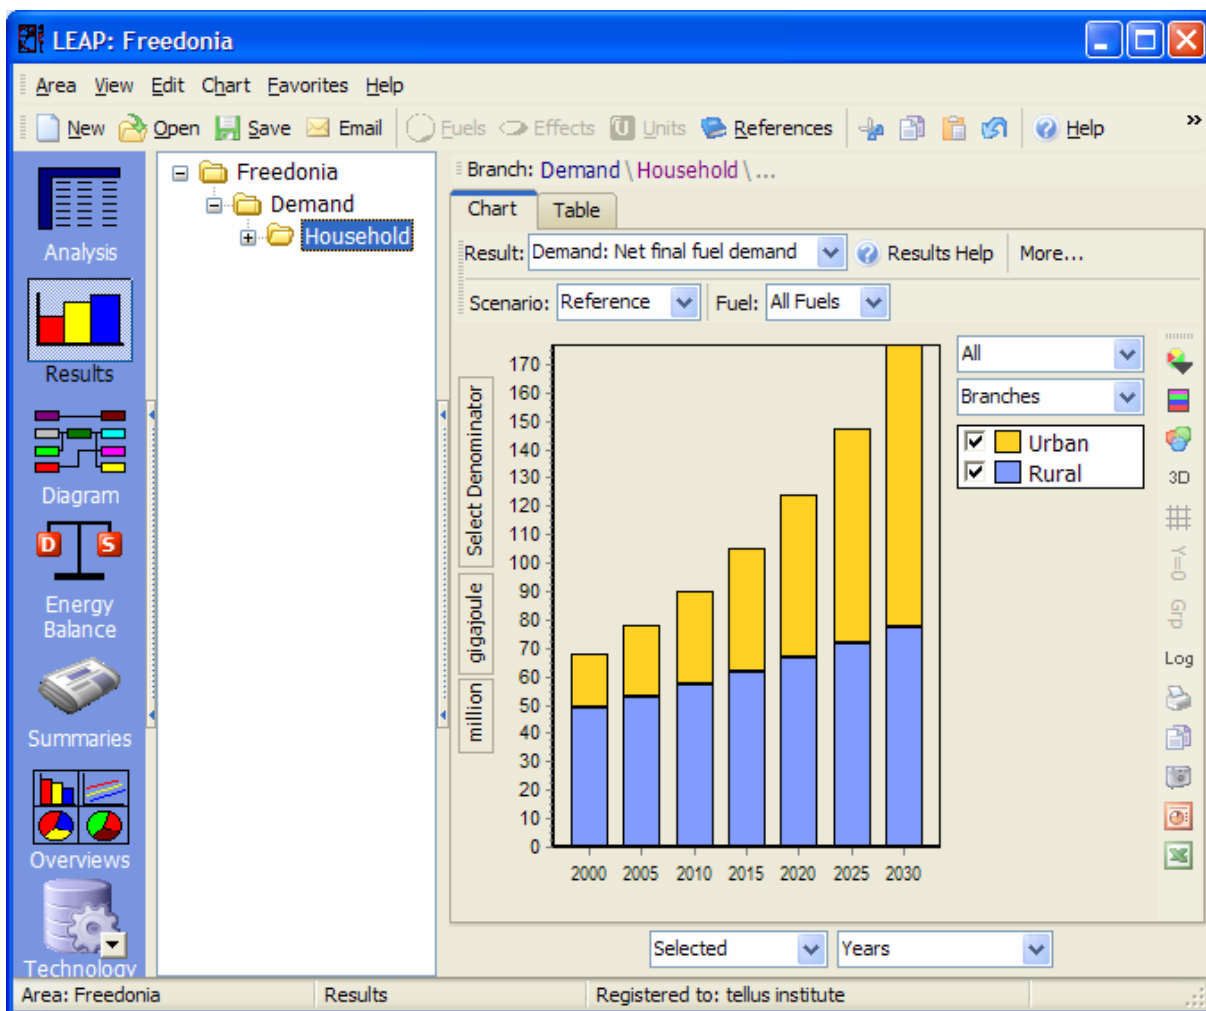 LEAP: Freedonia
Area View Edit Chart Favorites Help
New Open Save Email Fuels Effects Units References Help »
Analysis
Results
Diagram
D S
Energy
Balance
Summaries
Overviews
Technology
Freedonia
Demand
Household
Branch: Demand \ Household \ ...
Chart Table
Result: Demand: Net final fuel demand Results Help More...
Scenario: Reference Fuel: All Fuels
Select Denominator
gigajoule
million
170
160
150
140
130
120
110
100
90
80
70
60
50
40
30
20
10
0
2000 2005 2010 2015 2020 2025 2030
All
Branches
Urban
Rural
3D
Y=0
Grp
Log
Selected Years
Area: Freedonia Results Registered to: tellus institute